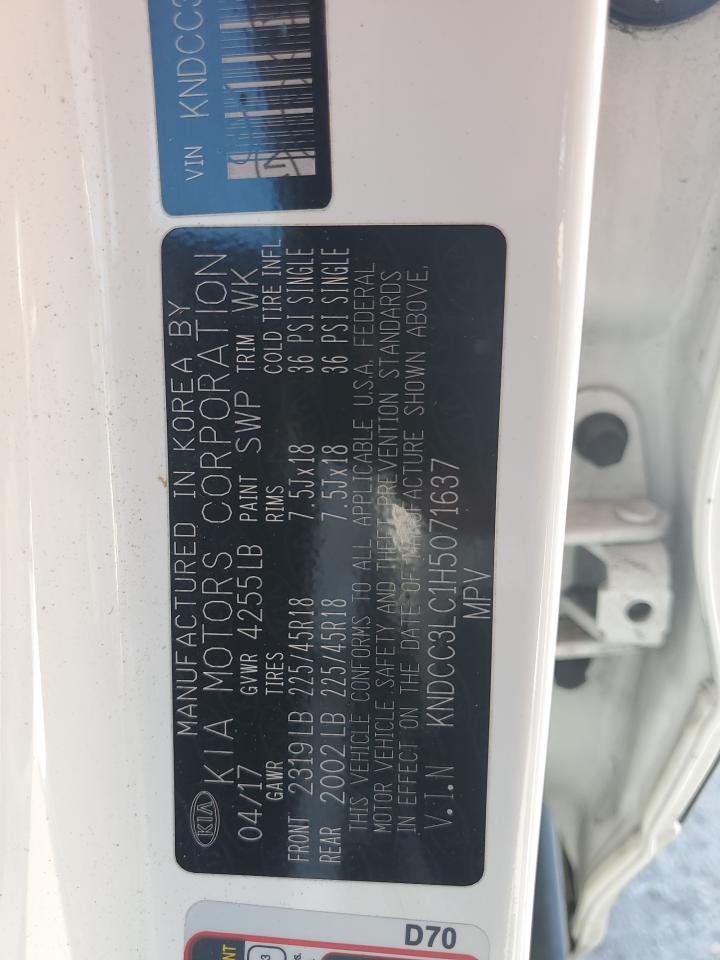 VIN KNDCC3
KIA
MANUFACTURED IN KOREA BY
KIA MOTORS CORPORATION
04/17 GVWR 4255LB PAINT SWP TRIM WK
GAWR TIRES RIMS COLD TIRE INFL
FRONT 2319LB 225/45R18 7.5Jx18 36 PSI SINGLE
REAR 2002LB 225/45R18 7.5Jx18 36 PSI SINGLE
THIS VEHICLE CONFORMS TO ALL APPLICABLE U.S.A. FEDERAL
MOTOR VEHICLE SAFETY AND THEFT PREVENTION STANDARDS
IN EFFECT ON THE DATE OF MANUFACTURE SHOWN ABOVE.
V.I.N KNDCC3LC1H5071637
MPV
D70